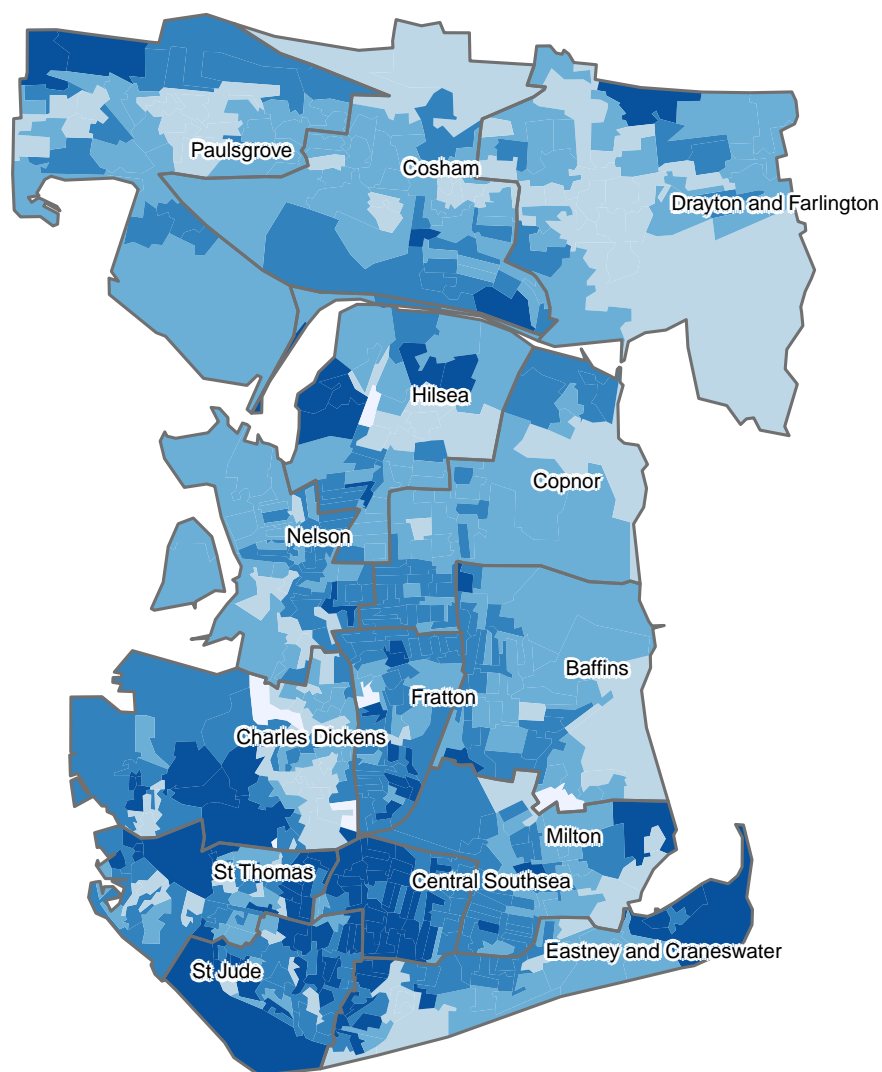 Paulsgrove
Cosham
Drayton and Farlington
Hilsea
Copnor
Nelson
Baffins
Fratton
Charles Dickens
Milton
St Thomas
Central Southsea
Eastney and Craneswater
St Jude